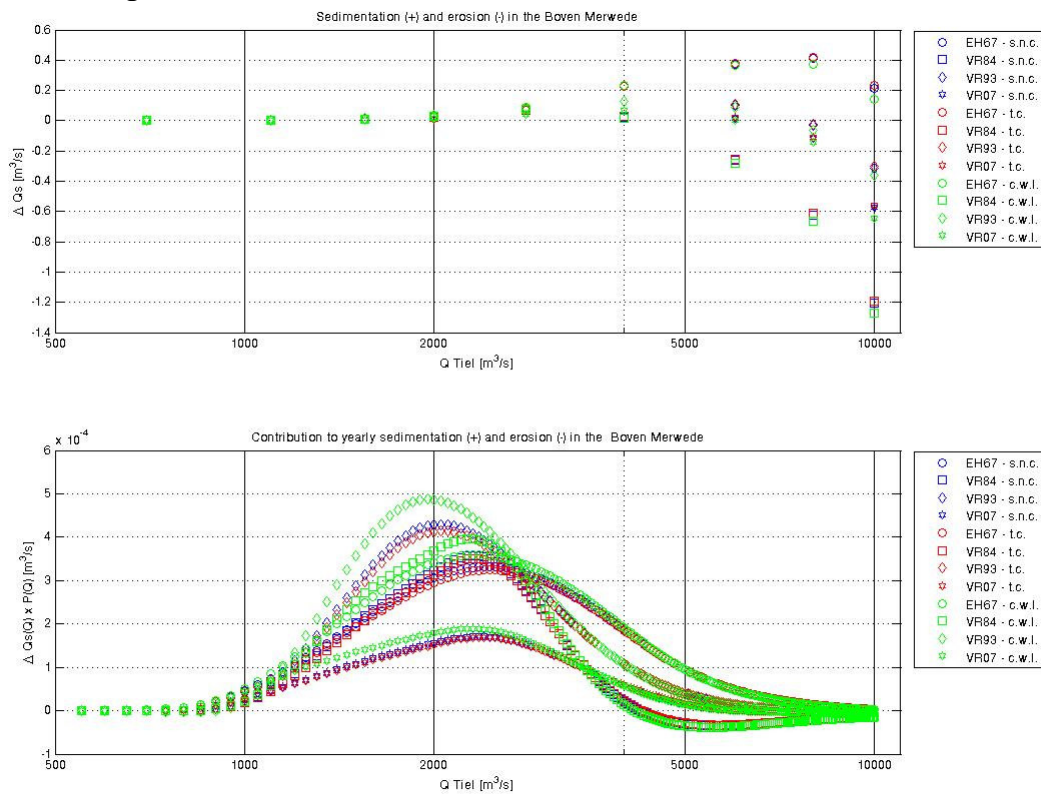 Sedimentation (+) and erosion (-) in the Boven Merwede
0.6
0.4
0.2
0
-0.2
-0.4
-0.6
-0.8
-1
-1.2
-1.4
Δ Qs [m³/s]
500
1000
2000
5000
10000
Q Tiel [m³/s]
EH67 - s.n.c.
VR84 - s.n.c.
VR93 - s.n.c.
VR07 - s.n.c.
EH67 - t.c.
VR84 - t.c.
VR93 - t.c.
VR07 - t.c.
EH67 - c.w.l.
VR84 - c.w.l.
VR93 - c.w.l.
VR07 - c.w.l.
Contribution to yearly sedimentation (+) and erosion (-) in the Boven Merwede
x 10⁻⁴
6
5
4
3
2
1
0
-1
Δ Qs(Q) x P(Q) [m³/s]
500
1000
2000
5000
10000
Q Tiel [m³/s]
EH67 - s.n.c.
VR84 - s.n.c.
VR93 - s.n.c.
VR07 - s.n.c.
EH67 - t.c.
VR84 - t.c.
VR93 - t.c.
VR07 - t.c.
EH67 - c.w.l.
VR84 - c.w.l.
VR93 - c.w.l.
VR07 - c.w.l.